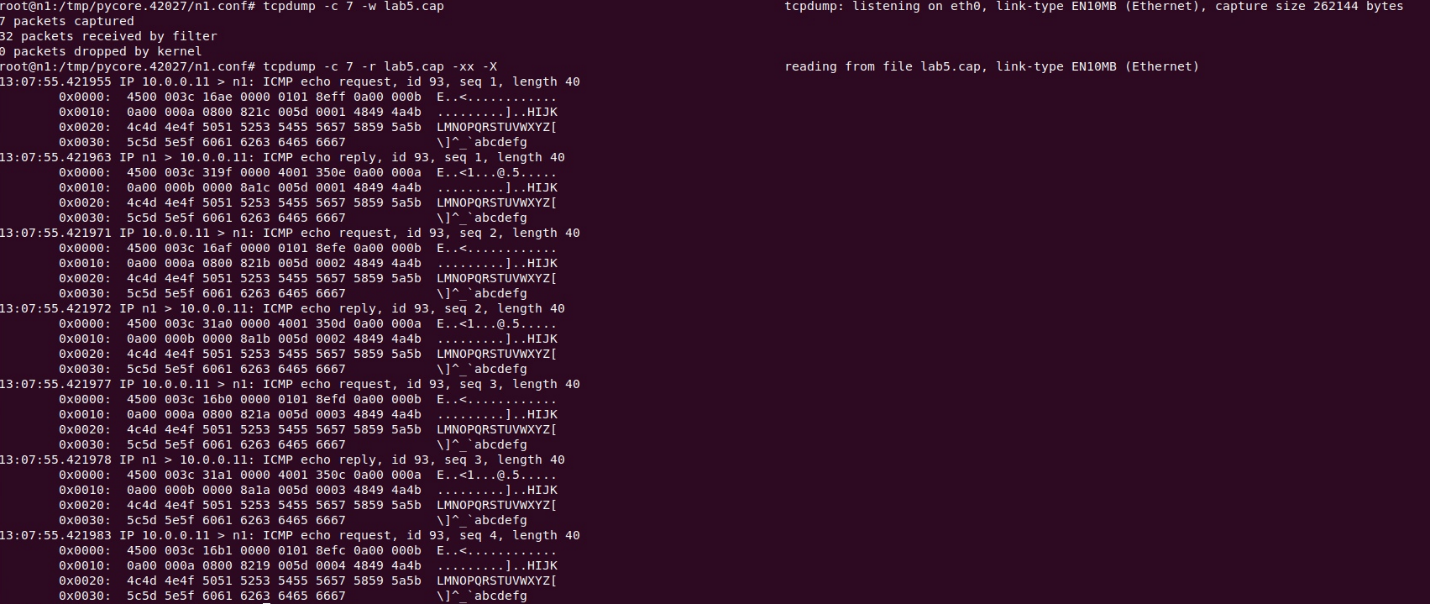 root@n1:/tmp/pycore.42027/n1.conf# tcpdump -c 7 -w lab5.cap tcpdump: listening on eth0, link-type EN10MB (Ethernet), capture size 262144 bytes
7 packets captured
32 packets received by filter
0 packets dropped by kernel
root@n1:/tmp/pycore.42027/n1.conf# tcpdump -c 7 -r lab5.cap -xx -X reading from file lab5.cap, link-type EN10MB (Ethernet)
13:07:55.421955 IP 10.0.0.11 > n1: ICMP echo request, id 93, seq 1, length 40
0x0000: 4500 003c 16ae 0000 0101 8eff 0a00 000b E..<............
0x0010: 0a00 000a 0800 821c 005d 0001 4849 4a4b .........]..HIJK
0x0020: 4c4d 4e4f 5051 5253 5455 5657 5859 5a5b LMNOPQRSTUVWXYZ[
0x0030: 5c5d 5e5f 6061 6263 6465 6667 \]^_`abcdefg
13:07:55.421963 IP n1 > 10.0.0.11: ICMP echo reply, id 93, seq 1, length 40
0x0000: 4500 003c 319f 0000 4001 350e 0a00 000a E..<1...@.5.....
0x0010: 0a00 000b 0000 8a1c 005d 0001 4849 4a4b .........]..HIJK
0x0020: 4c4d 4e4f 5051 5253 5455 5657 5859 5a5b LMNOPQRSTUVWXYZ[
0x0030: 5c5d 5e5f 6061 6263 6465 6667 \]^_`abcdefg
13:07:55.421971 IP 10.0.0.11 > n1: ICMP echo request, id 93, seq 2, length 40
0x0000: 4500 003c 16af 0000 0101 8efe 0a00 000b E..<............
0x0010: 0a00 000a 0800 821b 005d 0002 4849 4a4b .........]..HIJK
0x0020: 4c4d 4e4f 5051 5253 5455 5657 5859 5a5b LMNOPQRSTUVWXYZ[
0x0030: 5c5d 5e5f 6061 6263 6465 6667 \]^_`abcdefg
13:07:55.421972 IP n1 > 10.0.0.11: ICMP echo reply, id 93, seq 2, length 40
0x0000: 4500 003c 31a0 0000 4001 350d 0a00 000a E..<1...@.5.....
0x0010: 0a00 000b 0000 8a1b 005d 0002 4849 4a4b .........]..HIJK
0x0020: 4c4d 4e4f 5051 5253 5455 5657 5859 5a5b LMNOPQRSTUVWXYZ[
0x0030: 5c5d 5e5f 6061 6263 6465 6667 \]^_`abcdefg
13:07:55.421977 IP 10.0.0.11 > n1: ICMP echo request, id 93, seq 3, length 40
0x0000: 4500 003c 16b0 0000 0101 8efd 0a00 000b E..<............
0x0010: 0a00 000a 0800 821a 005d 0003 4849 4a4b .........]..HIJK
0x0020: 4c4d 4e4f 5051 5253 5455 5657 5859 5a5b LMNOPQRSTUVWXYZ[
0x0030: 5c5d 5e5f 6061 6263 6465 6667 \]^_`abcdefg
13:07:55.421978 IP n1 > 10.0.0.11: ICMP echo reply, id 93, seq 3, length 40
0x0000: 4500 003c 31a1 0000 4001 350c 0a00 000a E..<1...@.5.....
0x0010: 0a00 000b 0000 8a1a 005d 0003 4849 4a4b .........]..HIJK
0x0020: 4c4d 4e4f 5051 5253 5455 5657 5859 5a5b LMNOPQRSTUVWXYZ[
0x0030: 5c5d 5e5f 6061 6263 6465 6667 \]^_`abcdefg
13:07:55.421983 IP 10.0.0.11 > n1: ICMP echo request, id 93, seq 4, length 40
0x0000: 4500 003c 16b1 0000 0101 8efc 0a00 000b E..<............
0x0010: 0a00 000a 0800 8219 005d 0004 4849 4a4b .........]..HIJK
0x0020: 4c4d 4e4f 5051 5253 5455 5657 5859 5a5b LMNOPQRSTUVWXYZ[
0x0030: 5c5d 5e5f 6061 6263 6465 6667 \]^_`abcdefg